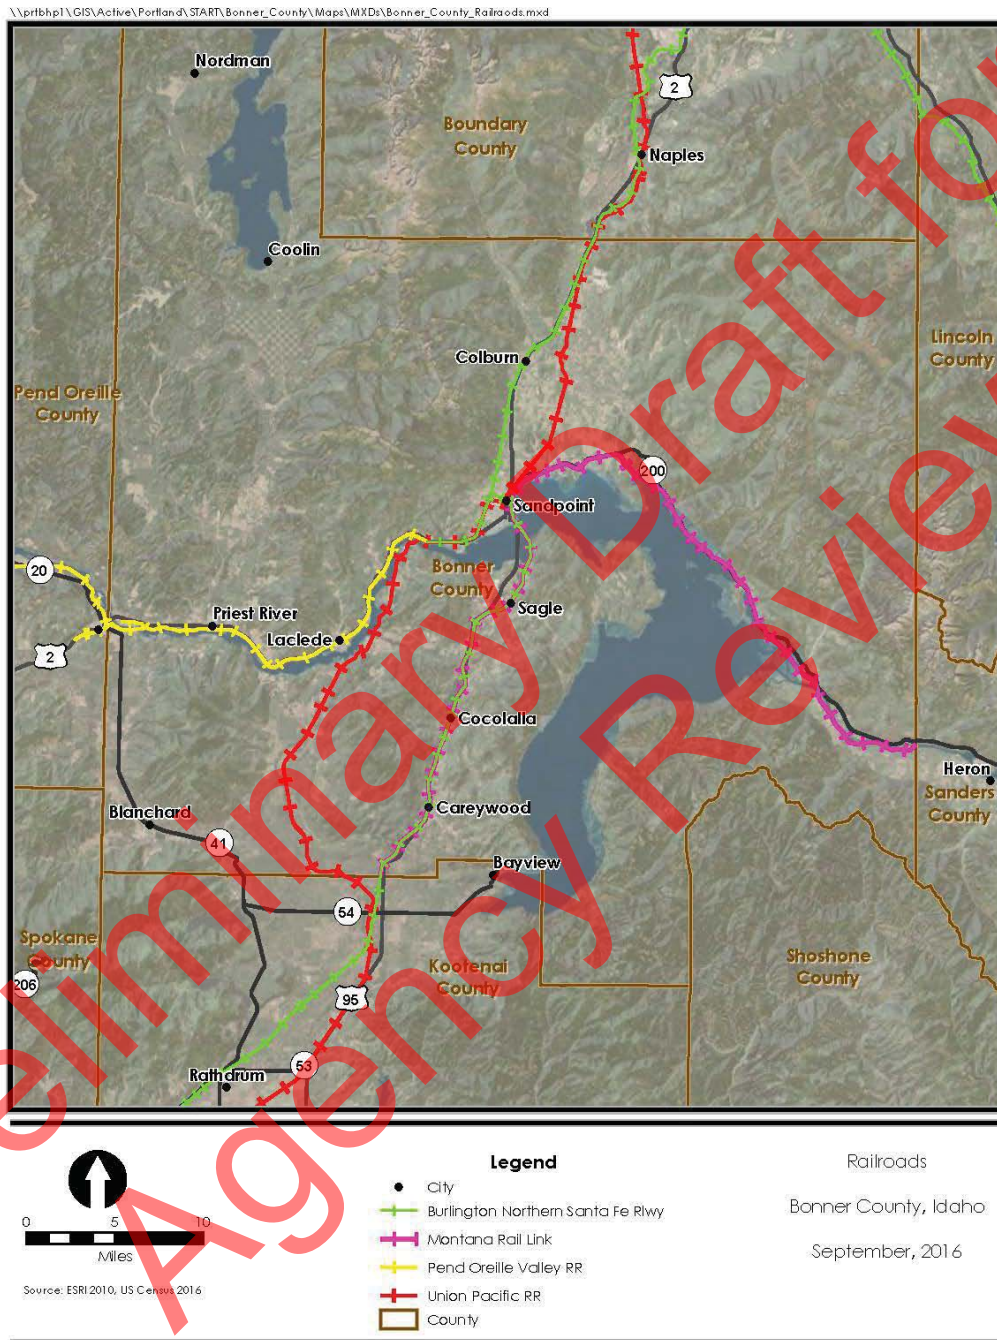 \\prtbhp1\GIS\Active\Portland\START\Bonner_County\Maps\MXDs\Bonner_County_Railraods.mxd
Nordman
2
Boundary
County
Naples
Coolin
Lincoln
County
Colburn
Pend Oreille
County
200
Sandpoint
20
Bonner
County
Sagle
Priest River
Laclede
2
Cocolalla
Heron
Sanders
County
Careywood
Blanchard
41
Bayview
54
Spokane
County
Kootenai
County
Shoshone
County
206
95
53
Rathdrum
eliminary Draft fo
Agency Review
Legend
City
Burlington Northern Santa Fe Rlwy
Montana Rail Link
Pend Oreille Valley RR
Union Pacific RR
County
0 5 10
Miles
Source: ESRI 2010, US Census 2016
Railroads
Bonner County, Idaho
September, 2016